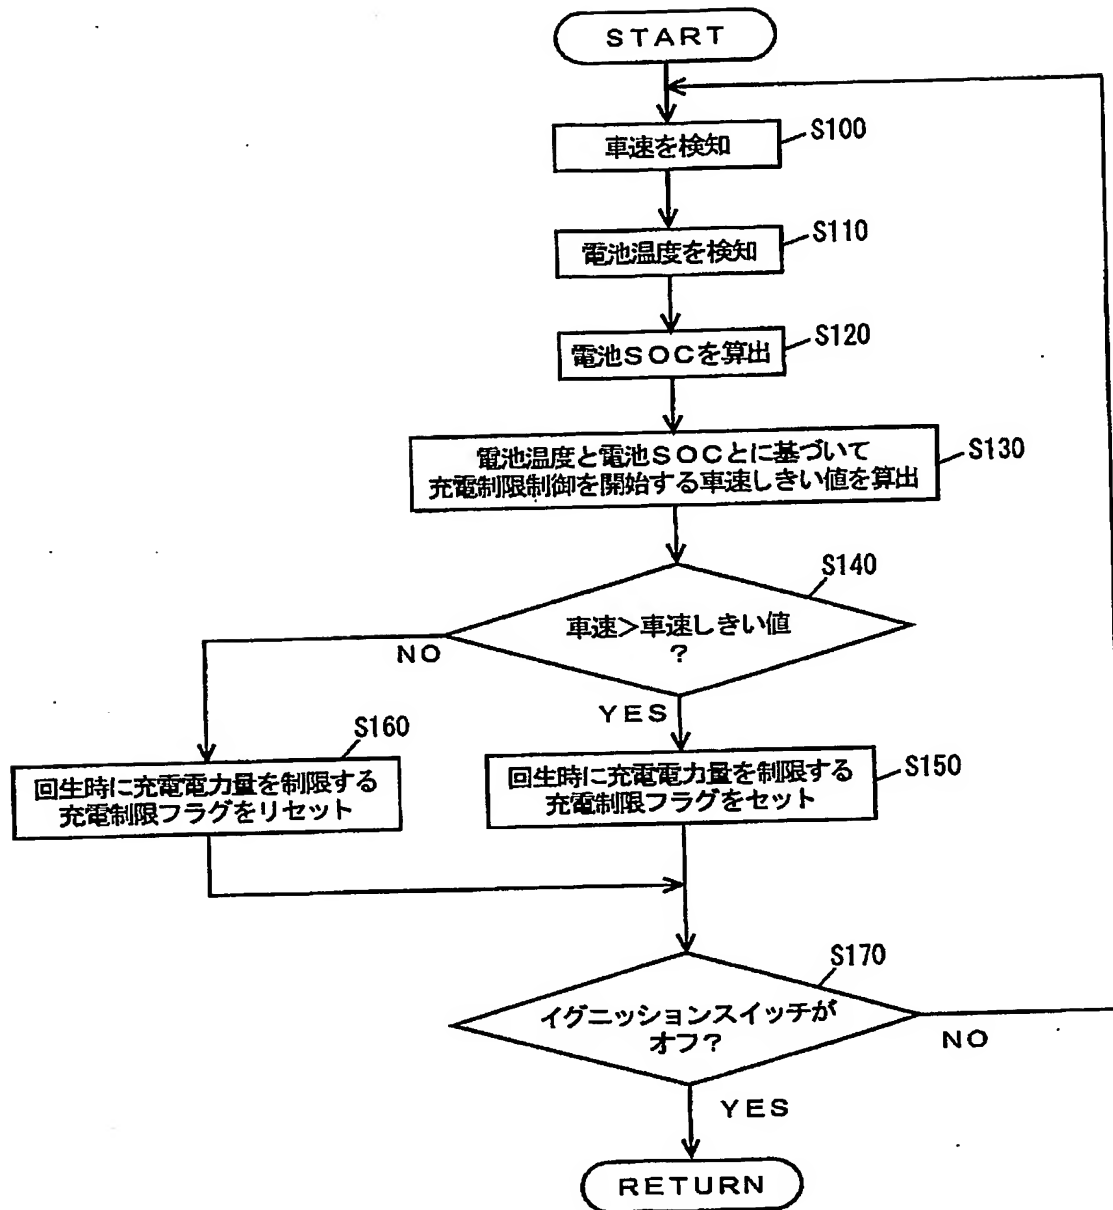 START
車速を検知
S100
電池温度を検知
S110
電池SOCを算出
S120
電池温度と電池SOCとに基づいて
充電制限制御を開始する車速しきい値を算出
S130
S140
車速>車速しきい値
?
NO
YES
S160
回生時に充電電力量を制限する
充電制限フラグをリセット
回生時に充電電力量を制限する
充電制限フラグをセット
S150
S170
イグニッションスイッチが
オフ?
NO
YES
RETURN